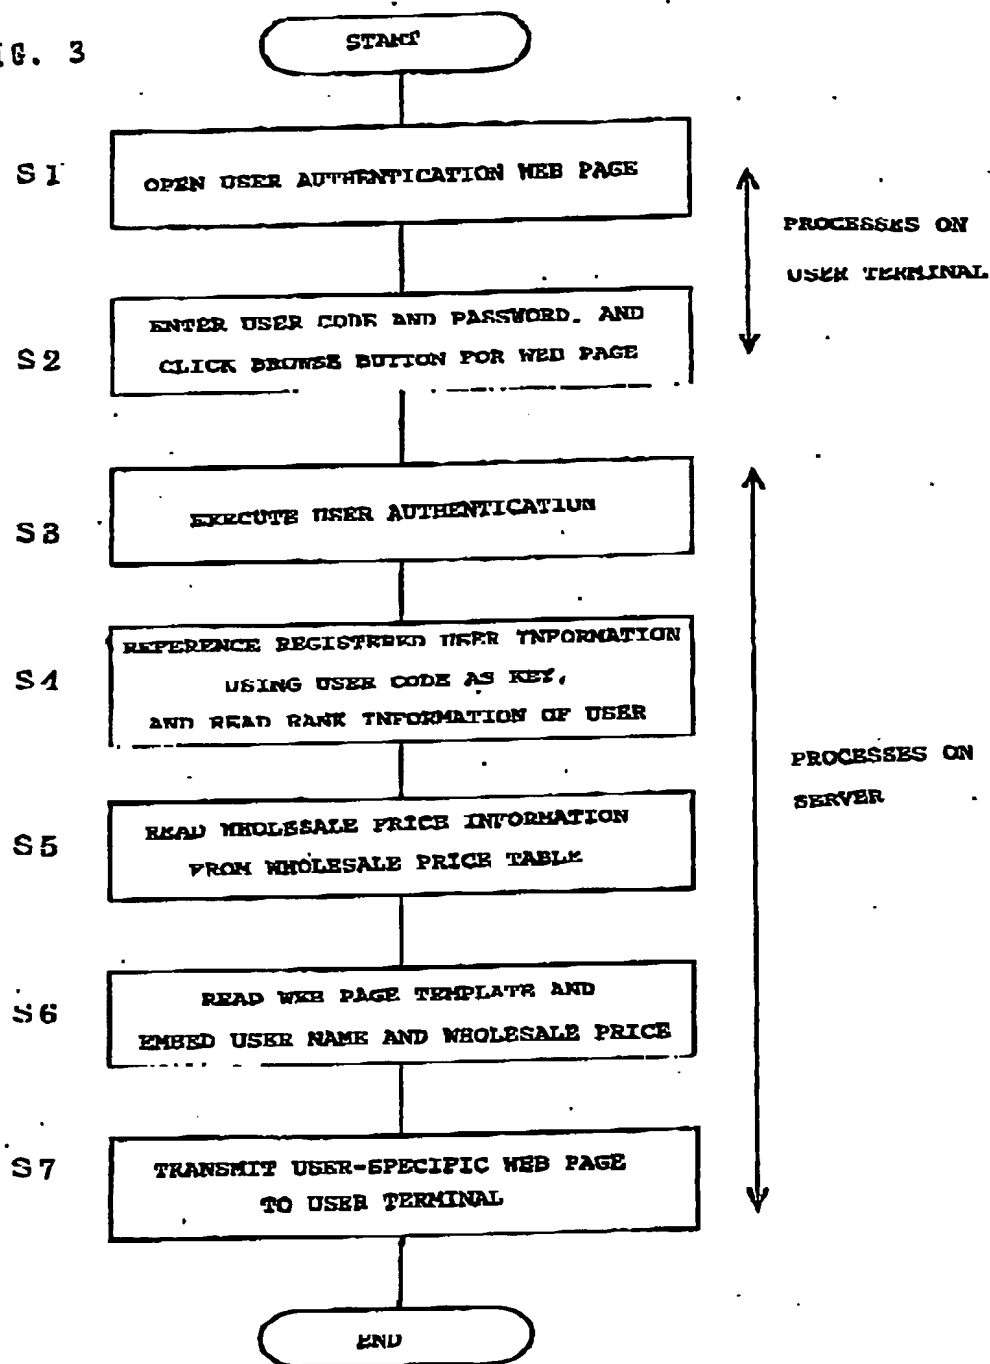 IG. 3
START
S1
OPEN USER AUTHENTICATION WEB PAGE
PROCESSES ON
USER TERMINAL
S2
ENTER USER CODE AND PASSWORD, AND
CLICK BROWSE BUTTON FOR WEB PAGE
S3
EXECUTE USER AUTHENTICATION
S4
REFERENCE REGISTERED USER INFORMATION
USING USER CODE AS KEY,
AND READ RANK INFORMATION OF USER
PROCESSES ON
SERVER
S5
READ WHOLESALE PRICE INFORMATION
FROM WHOLESALE PRICE TABLE
S6
READ WEB PAGE TEMPLATE AND
EMBED USER NAME AND WHOLESALE PRICE
S7
TRANSMIT USER-SPECIFIC WEB PAGE
TO USER TERMINAL
END